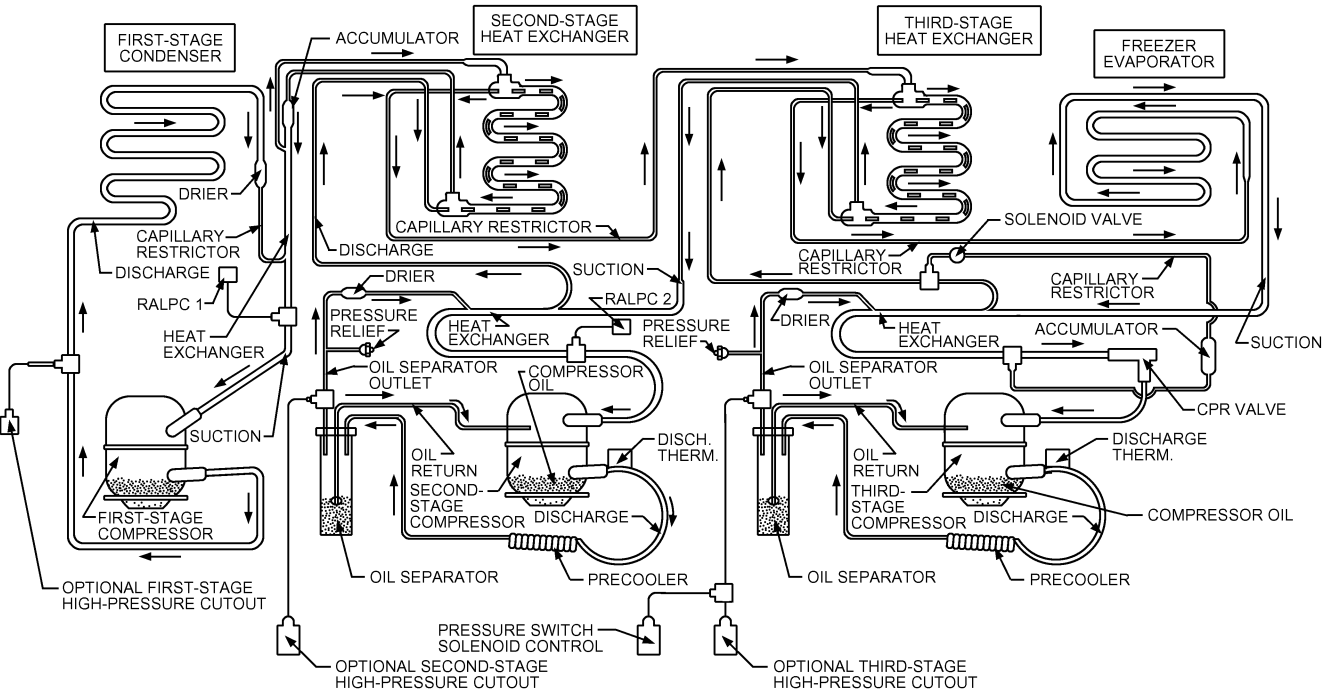 FIRST-STAGE
CONDENSER
ACCUMULATOR
SECOND-STAGE
HEAT EXCHANGER
THIRD-STAGE
HEAT EXCHANGER
FREEZER
EVAPORATOR
DRIER
CAPILLARY
RESTRICTOR
DISCHARGE
RALPC 1
HEAT
EXCHANGER
SUCTION
FIRST-STAGE
COMPRESSOR
OPTIONAL FIRST-STAGE
HIGH-PRESSURE CUTOUT
CAPILLARY RESTRICTOR
DISCHARGE
DRIER
SUCTION
RALPC 2
PRESSURE
RELIEF
HEAT
EXCHANGER
OIL SEPARATOR
OUTLET
COMPRESSOR
OIL
OIL
RETURN
SECOND-
STAGE
COMPRESSOR
DISCH.
THERM.
DISCHARGE
OIL SEPARATOR
PRECOOLER
PRESSURE SWITCH
SOLENOID CONTROL
OPTIONAL SECOND-STAGE
HIGH-PRESSURE CUTOUT
SOLENOID VALVE
CAPILLARY
RESTRICTOR
CAPILLARY
RESTRICTOR
DRIER
PRESSURE
RELIEF
HEAT
EXCHANGER
ACCUMULATOR
SUCTION
OIL SEPARATOR
OUTLET
CPR VALVE
OIL
RETURN
THIRD-
STAGE
COMPRESSOR
DISCHARGE
THERM.
DISCHARGE
COMPRESSOR OIL
OIL SEPARATOR
PRECOOLER
OPTIONAL THIRD-STAGE
HIGH-PRESSURE CUTOUT